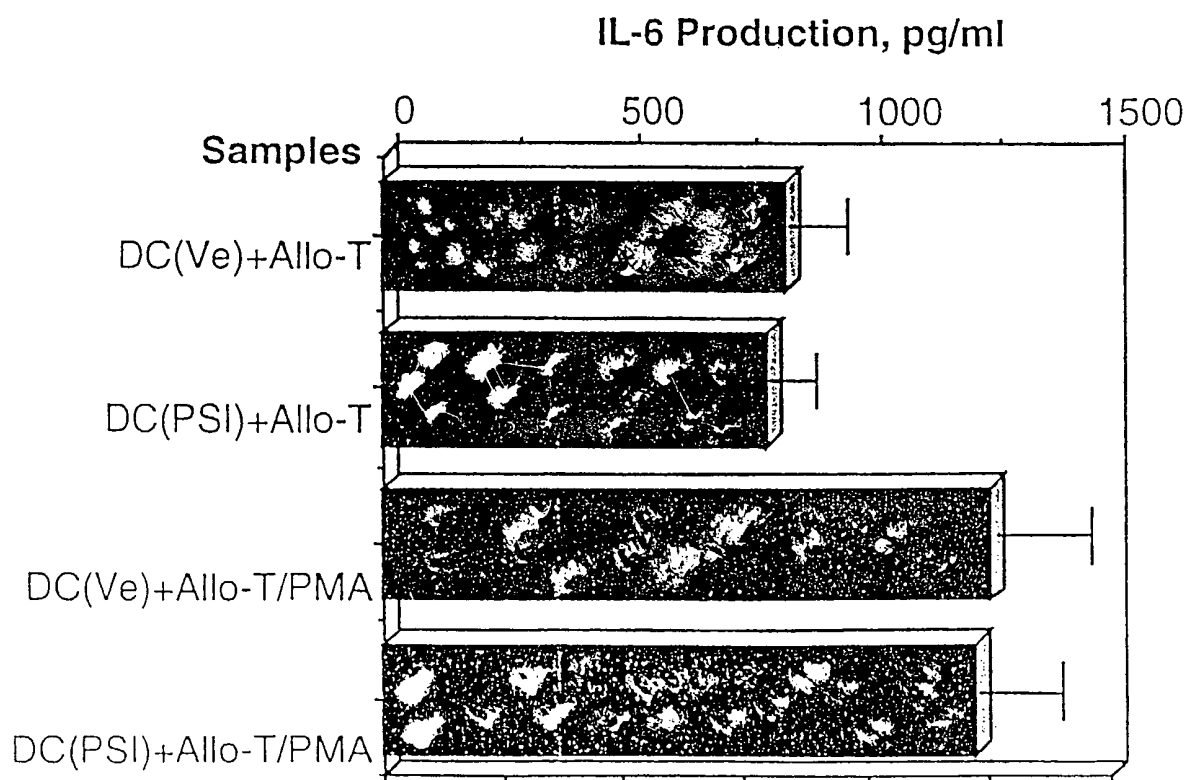 IL-6 Production, pg/ml
0 500 1000 1500
Samples
DC(Ve)+Allo-T
DC(PSI)+Allo-T
DC(Ve)+Allo-T/PMA
DC(PSI)+Allo-T/PMA